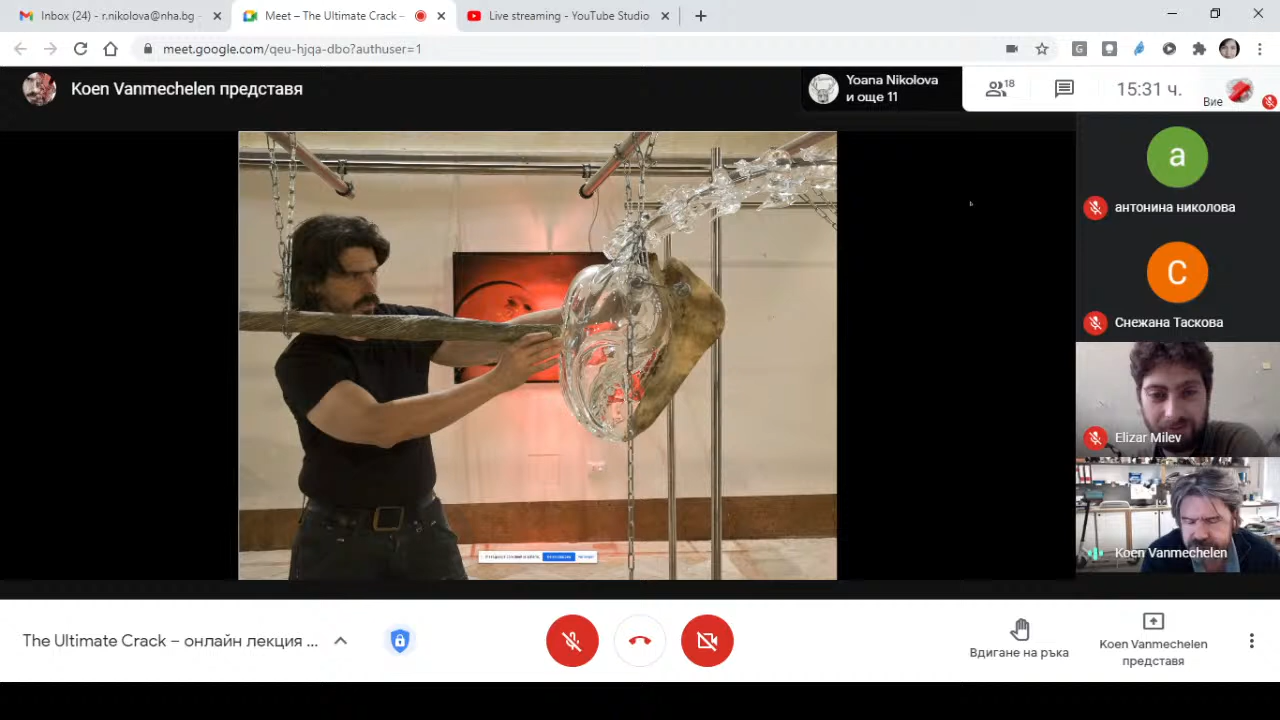 Inbox (24) - r.nikolova@nha.bg -
Meet – The Ultimate Crack –
Live streaming - YouTube Studio
meet.google.com/qeu-hjqa-dbo?authuser=1
Koen Vanmechelen представя
Yoana Nikolova
и още 11
18
15:31 ч.
Вие
a
антонина николова
С
Снежана Таскова
Elizar Milev
Koen Vanmechelen
The Ultimate Crack – онлайн лекция ...
Вдигане на ръка
Koen Vanmechelen
представя